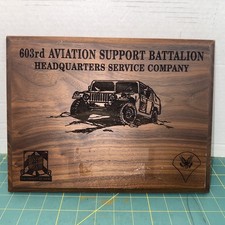 603rd AVIATION SUPPORT BATTALION
HEADQUARTERS SERVICE COMPANY